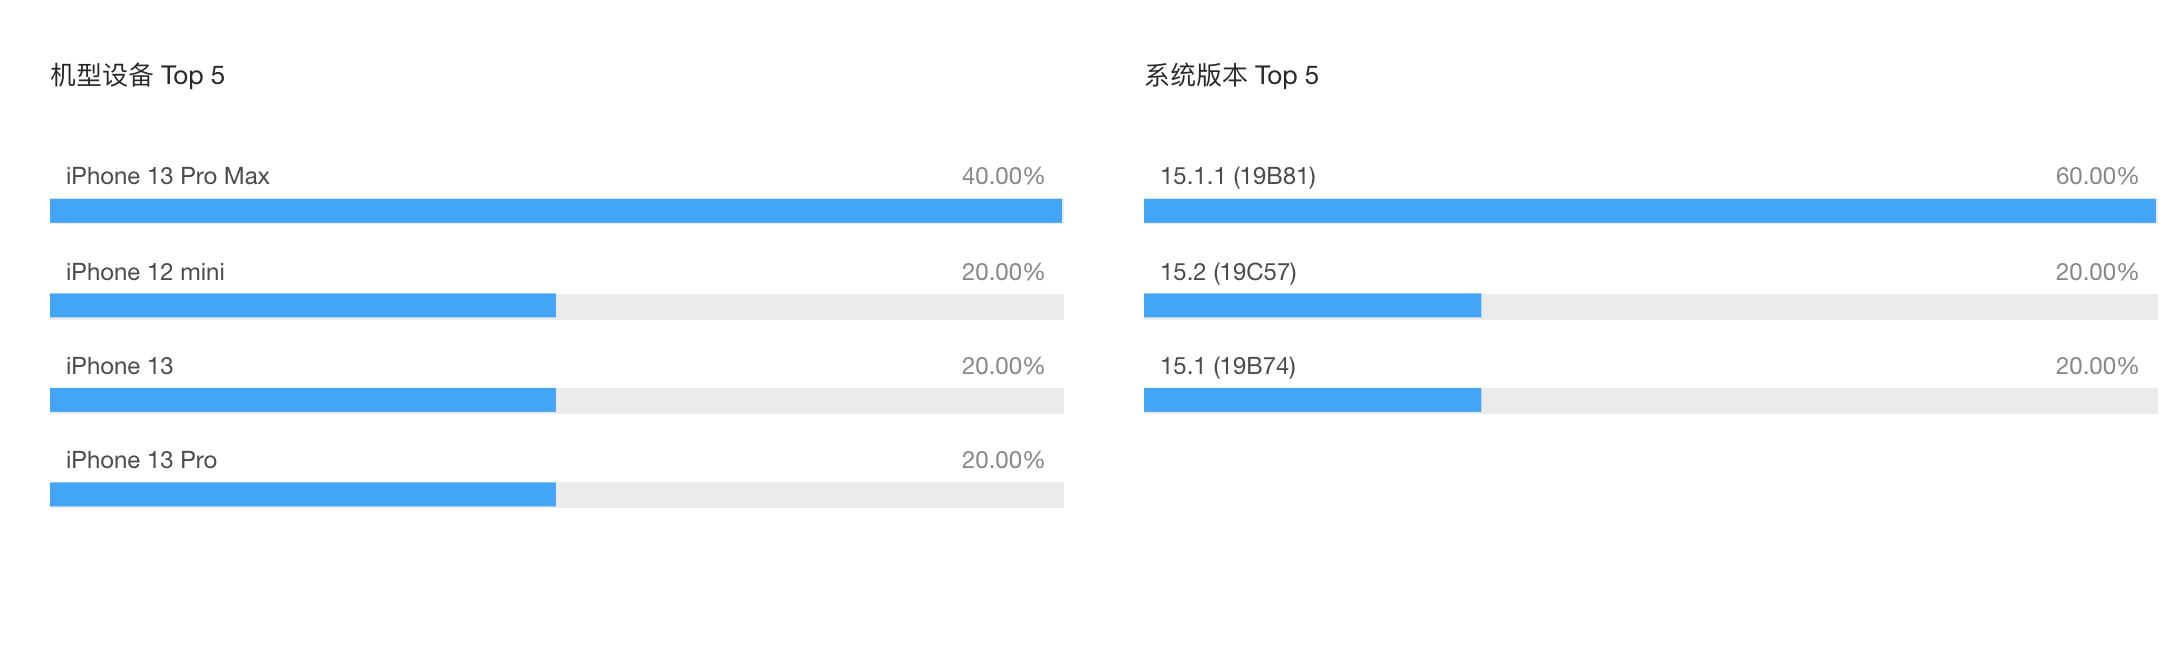 机型设备 Top 5
iPhone 13 Pro Max 40.00%
iPhone 12 mini 20.00%
iPhone 13 20.00%
iPhone 13 Pro 20.00%
系统版本 Top 5
15.1.1 (19B81) 60.00%
15.2 (19C57) 20.00%
15.1 (19B74) 20.00%